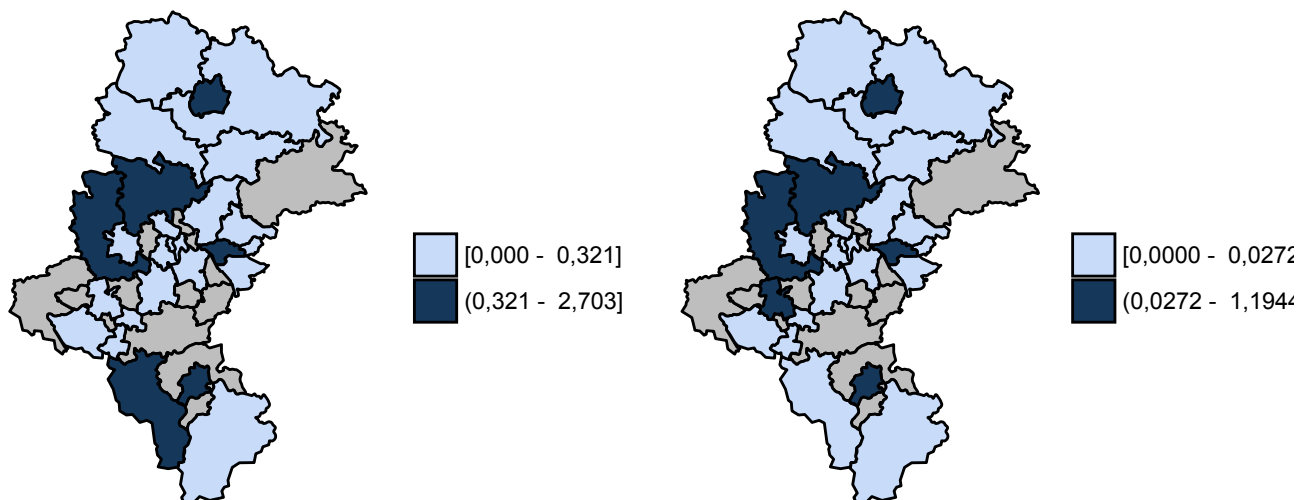 [0,000 - 0,321]
(0,321 - 2,703]
[0,0000 - 0,0272
(0,0272 - 1,1944